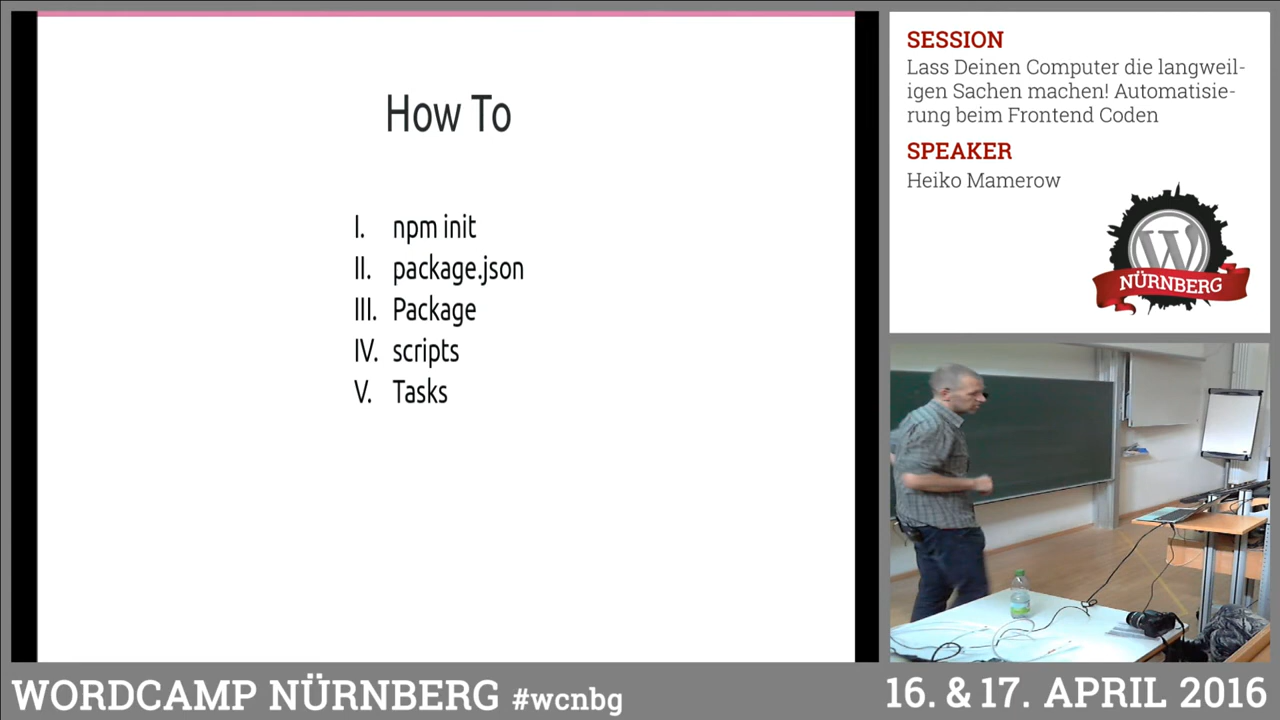 How To
I. npm init
II. package.json
III. Package
IV. scripts
V. Tasks
SESSION
Lass Deinen Computer die langweil-
igen Sachen machen! Automatisie-
rung beim Frontend Coden
SPEAKER
Heiko Mamerow
W
NÜRNBERG
WORDCAMP NÜRNBERG #wcnbg
16. & 17. APRIL 2016